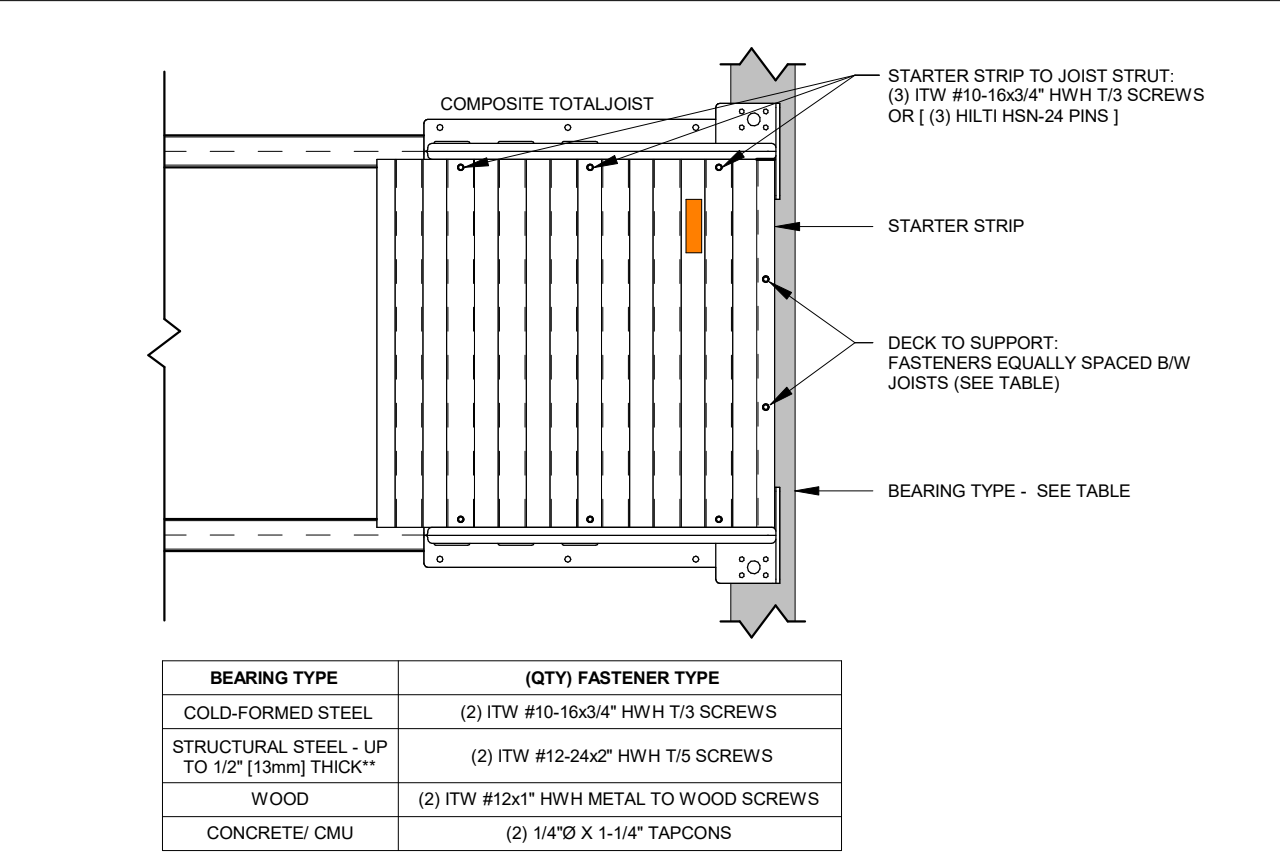 COMPOSITE TOTALJOIST
STARTER STRIP TO JOIST STRUT:
(3) ITW #10-16x3/4" HWH T/3 SCREWS
OR [ (3) HILTI HSN-24 PINS ]
STARTER STRIP
DECK TO SUPPORT:
FASTENERS EQUALLY SPACED B/W
JOISTS (SEE TABLE)
BEARING TYPE - SEE TABLE
BEARING TYPE
(QTY) FASTENER TYPE
COLD-FORMED STEEL
(2) ITW #10-16x3/4" HWH T/3 SCREWS
STRUCTURAL STEEL - UP
TO 1/2" [13mm] THICK**
(2) ITW #12-24x2" HWH T/5 SCREWS
WOOD
(2) ITW #12x1" HWH METAL TO WOOD SCREWS
CONCRETE/ CMU
(2) 1/4"Ø X 1-1/4" TAPCONS